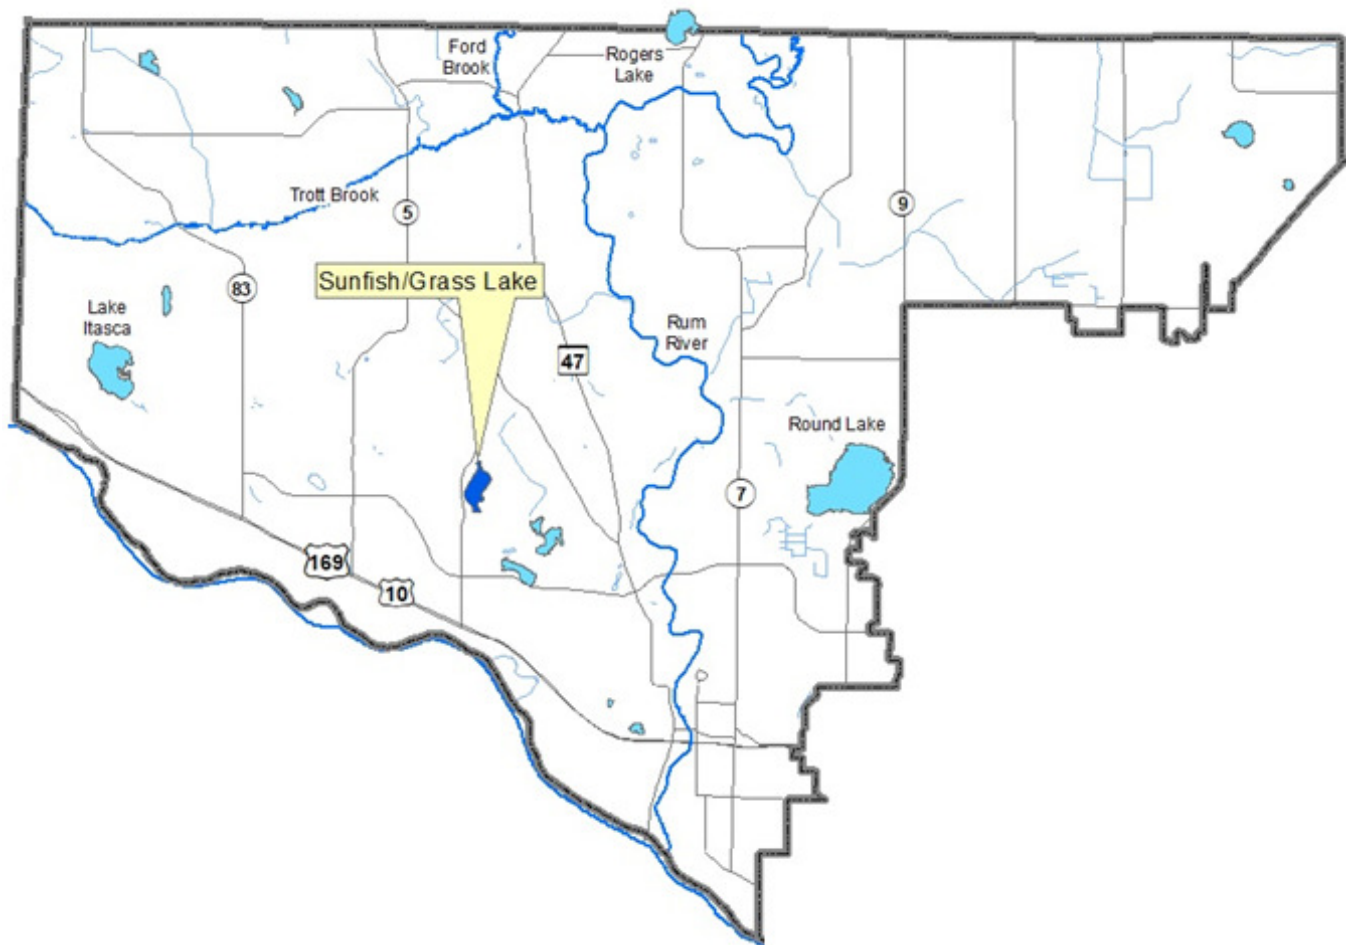 Ford
Brook
Rogers
Lake
Trott Brook
5
9
Sunfish/Grass Lake
83
Lake
Itasca
Rum
River
47
Round Lake
7
169
10